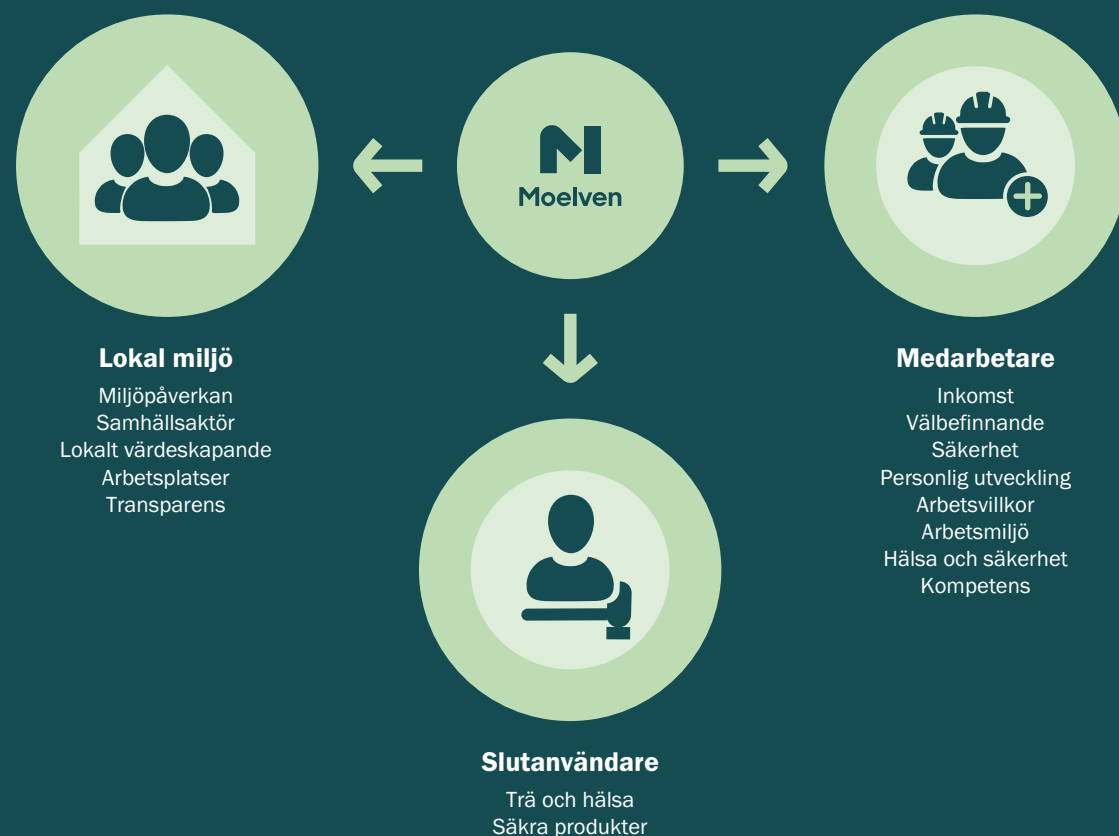 Moelven
Lokal miljö
Miljöpåverkan
Samhällsaktör
Lokalt värdeskapande
Arbetsplatser
Transparens
Medarbetare
Inkomst
Välbefinnande
Säkerhet
Personlig utveckling
Arbetsvillkor
Arbetsmiljö
Hälsa och säkerhet
Kompetens
Slutanvändare
Trä och hälsa
Säkra produkter